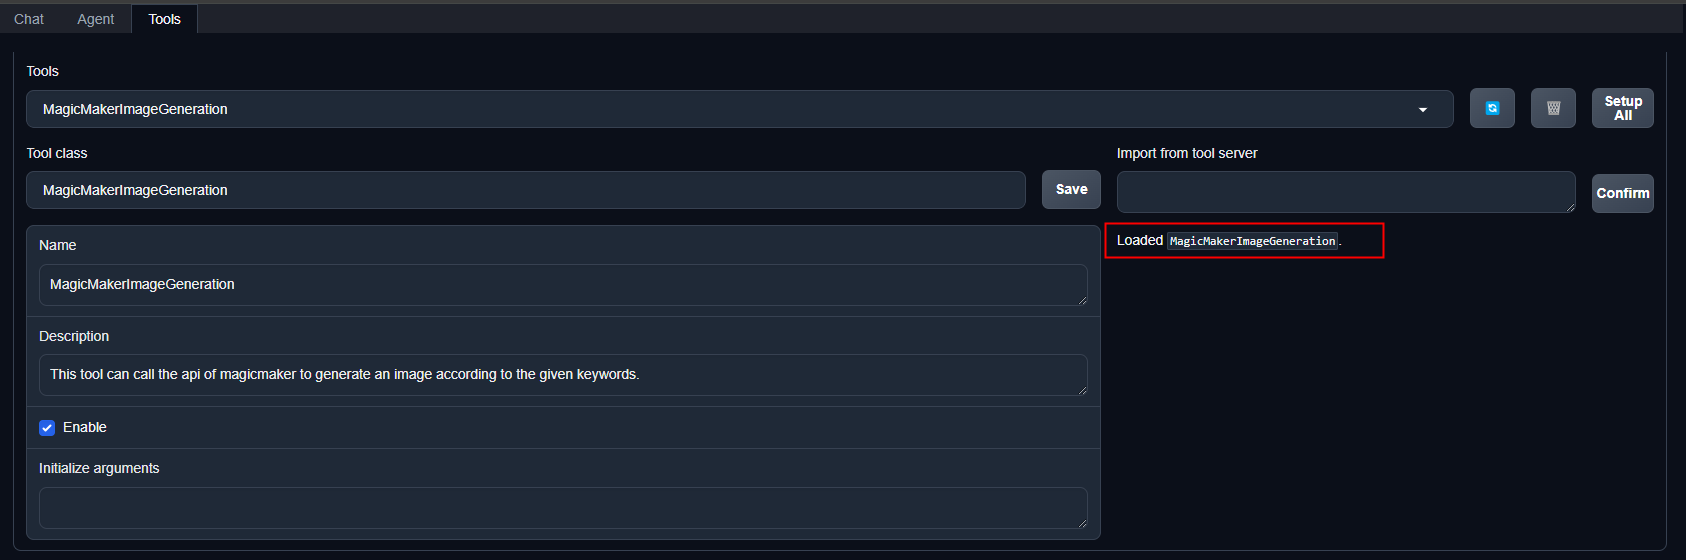 Chat Agent Tools
Tools
MagicMakerImageGeneration
Setup
All
Tool class
Import from tool server
MagicMakerImageGeneration
Save
Confirm
Loaded MagicMakerImageGeneration.
Name
MagicMakerImageGeneration
Description
This tool can call the api of magicmaker to generate an image according to the given keywords.
Enable
Initialize arguments